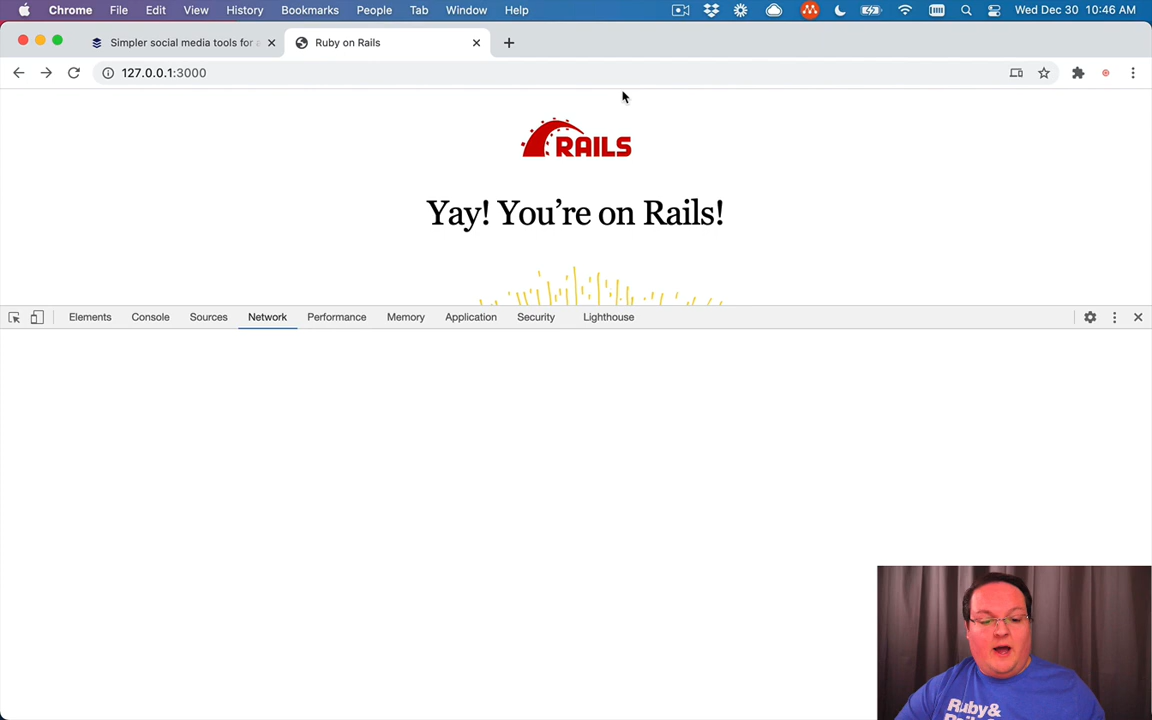 Chrome File Edit View History Bookmarks People Tab Window Help Wed Dec 30 10:46 AM
Simpler social media tools for a Ruby on Rails
127.0.0.1:3000
RAILS
Yay! You’re on Rails!
Elements Console Sources Network Performance Memory Application Security Lighthouse
Ruby&